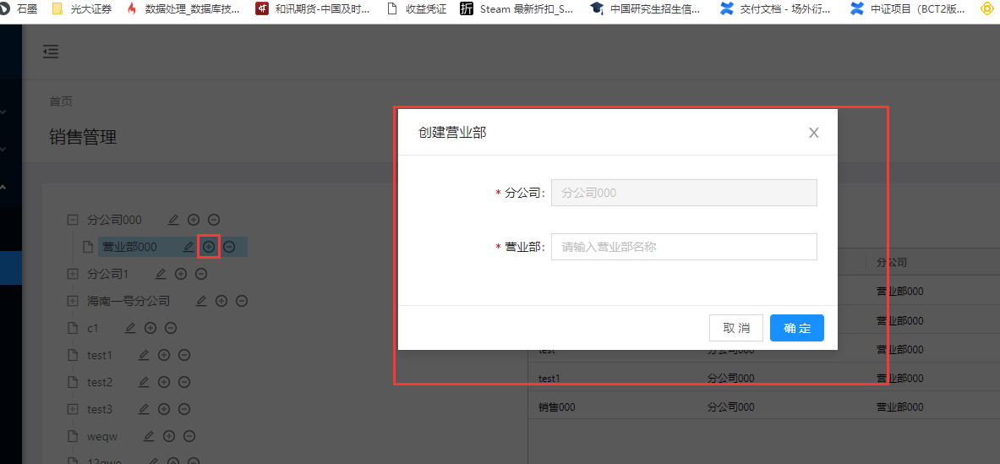 石墨 光大证券 数据处理_数据库技... 和讯期货-中国及时... 收益凭证 Steam 最新折扣_S... 中国研究生招生信... 交付文档 - 场外衍... 中证项目（BCT2版...
首页
销售管理
创建营业部
* 分公司: 分公司000
* 营业部: 请输入营业部名称
取 消 确 定
分公司000
营业部000
分公司1
海南一号分公司
c1
test1
test2
test3
weqw
12qwe
分公司
营业部000
营业部000
test 分公司000 营业部000
test1 分公司000 营业部000
销售000 分公司000 营业部000